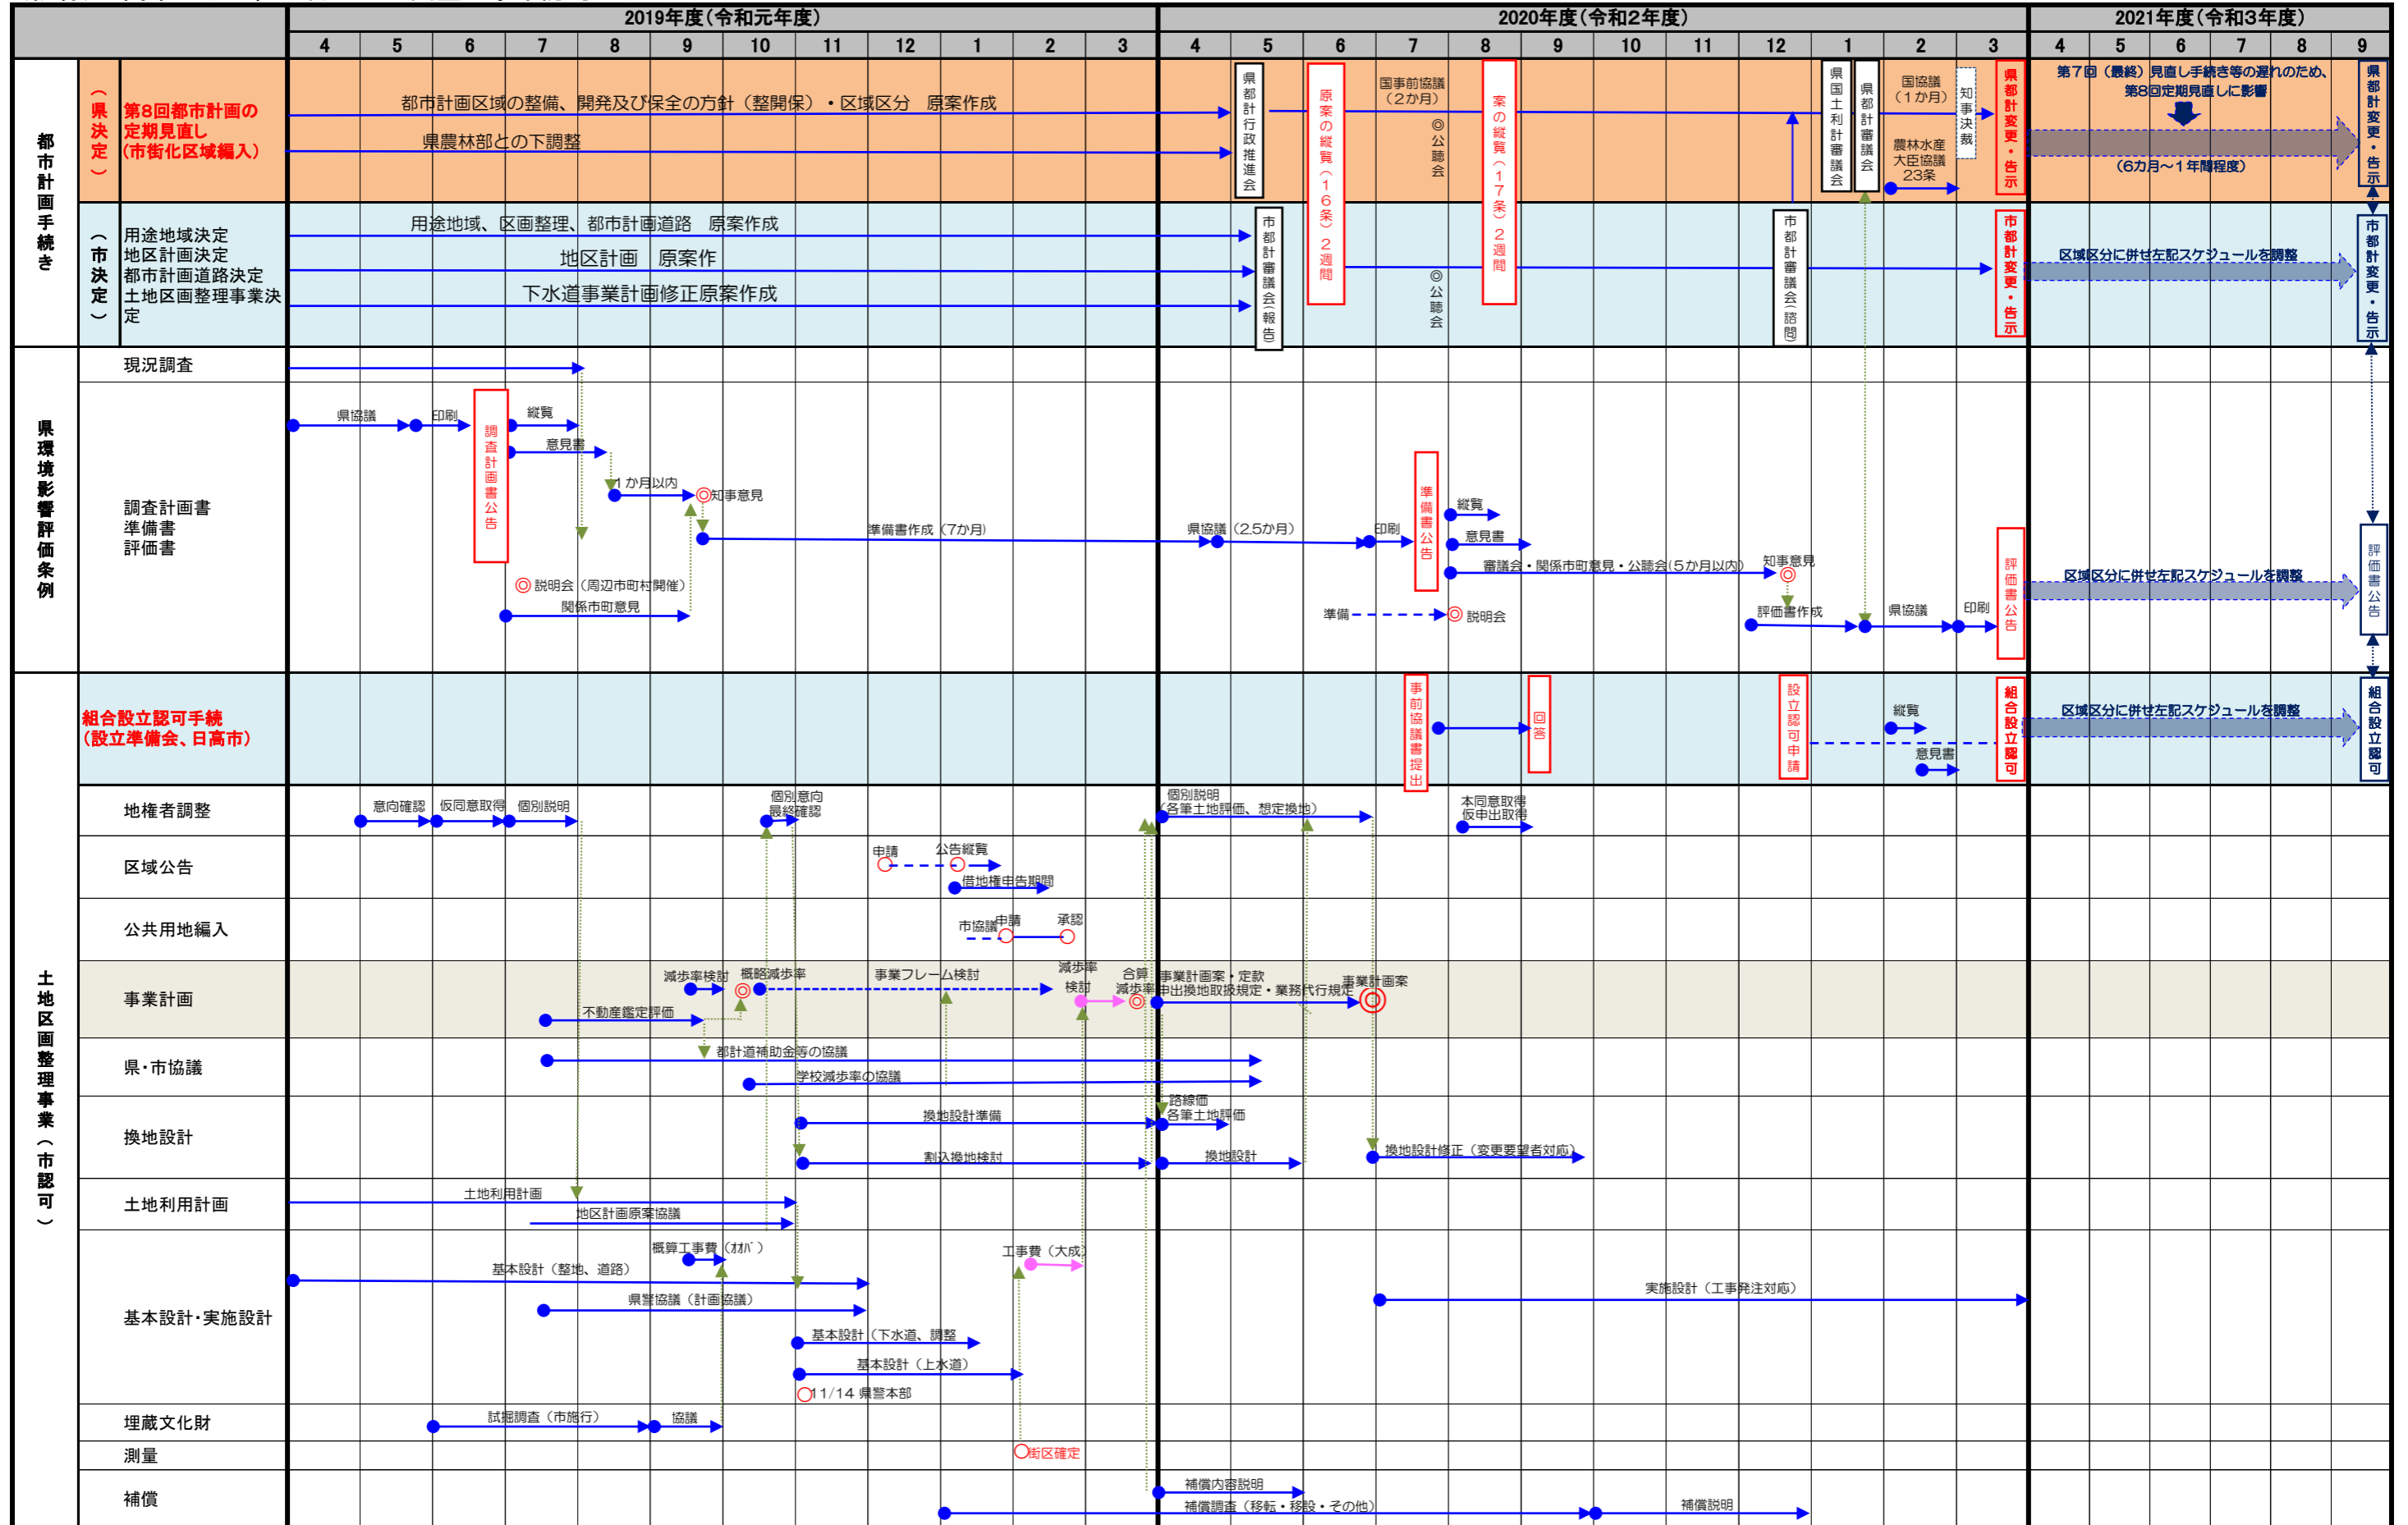 2019年度(令和元年度)
2020年度(令和2年度)
2021年度(令和3年度)
4 5 6 7 8 9 10 11 12 1 2 3 4 5 6 7 8 9 10 11 12 1 2 3 4 5 6 7 8 9
都市計画手続き
(県決定)
第8回都市計画の
定期見直し
(市街化区域編入)
都市計画区域の整備、開発及び保全の方針(整開保)・区域区分 原案作成
県農林部との下調整
県都計行政推進会
原案の縦覧(16条)2週間
国事前協議
(2か月)
◎公聴会
案の縦覧(17条)2週間
県国土利計審議会
県都計審議会
国協議
(1か月)
農林水産
大臣協議
23条
知事決裁
県都計変更・告示
第7回(最終)見直し手続き等の遅れのため、
第8回定期見直しに影響
(6カ月～1年間程度)
県都計変更・告示
(市決定)
用途地域決定
地区計画決定
都市計画道路決定
土地区画整理事業決
定
用途地域、区画整理、都市計画道路 原案作成
地区計画 原案作
下水道事業計画修正原案作成
市都計審議会(報告)
◎公聴会
市都計審議会(諮問)
市都計変更・告示
区域区分に併せ左記スケジュールを調整
市都計変更・告示
県環境影響評価条例
現況調査
調査計画書
準備書
評価書
県協議
印刷
調査計画書公告
縦覧
意見書
1か月以内
◎知事意見
◎説明会(周辺市町村開催)
関係市町意見
準備書作成(7か月)
県協議(2.5か月)
印刷
準備書公告
縦覧
意見書
審議会・関係市町意見・公聴会(5か月以内)
知事意見
◎
準備
◎説明会
評価書作成
県協議
印刷
評価書公告
区域区分に併せ左記スケジュールを調整
評価書公告
組合設立認可手続
(設立準備会、日高市)
事前協議書提出
回答
設立認可申請
縦覧
意見書
組合設立認可
区域区分に併せ左記スケジュールを調整
組合設立認可
土地区画整理事業(市認可)
地権者調整
意向確認
仮同意取得
個別説明
個別意向
最終確認
個別説明
(各筆土地評価、想定換地)
本同意取得
仮申出取得
区域公告
申請
公告縦覧
借地権申告期間
公共用地編入
市協議
申請
承認
事業計画
減歩率検討
概略減歩率
◎
事業フレーム検討
減歩率
検討
合算
減歩率◎
事業計画案・定款
申出換地取扱規定・業務代行規定
事業計画案
◎
不動産鑑定評価
県・市協議
都計道補助金等の協議
学校減歩率の協議
換地設計
換地設計準備
路線価
各筆土地評価
割込換地検討
換地設計
換地設計修正(変更要望者対応)
土地利用計画
土地利用計画
地区計画原案協議
基本設計・実施設計
概算工事費(ｵｵﾊﾞ)
工事費(大成)
基本設計(整地、道路)
県警協議(計画協議)
実施設計(工事発注対応)
基本設計(下水道、調整
基本設計(上水道)
○11/14 県警本部
埋蔵文化財
試掘調査(市施行)
協議
測量
○街区確定
補償
補償内容説明
補償調査(移転・移設・その他)
補償説明